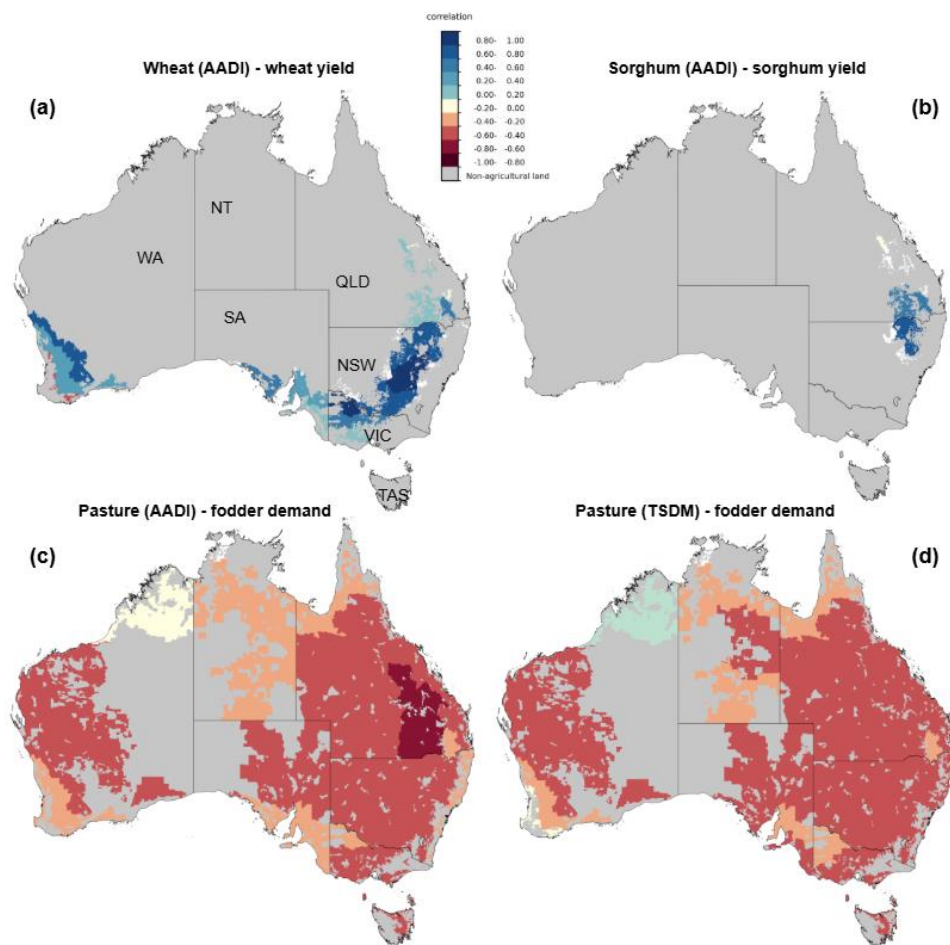 correlation
0.80- 1.00
0.60- 0.80
0.40- 0.60
0.20- 0.40
0.00- 0.20
-0.20- 0.00
-0.40- -0.20
-0.60- -0.40
-0.80- -0.60
-1.00- -0.80
Non-agricultural land
Wheat (AADI) - wheat yield
Sorghum (AADI) - sorghum yield
(a)
(b)
NT
WA
QLD
SA
NSW
VIC
TAS
Pasture (AADI) - fodder demand
Pasture (TSDM) - fodder demand
(c)
(d)